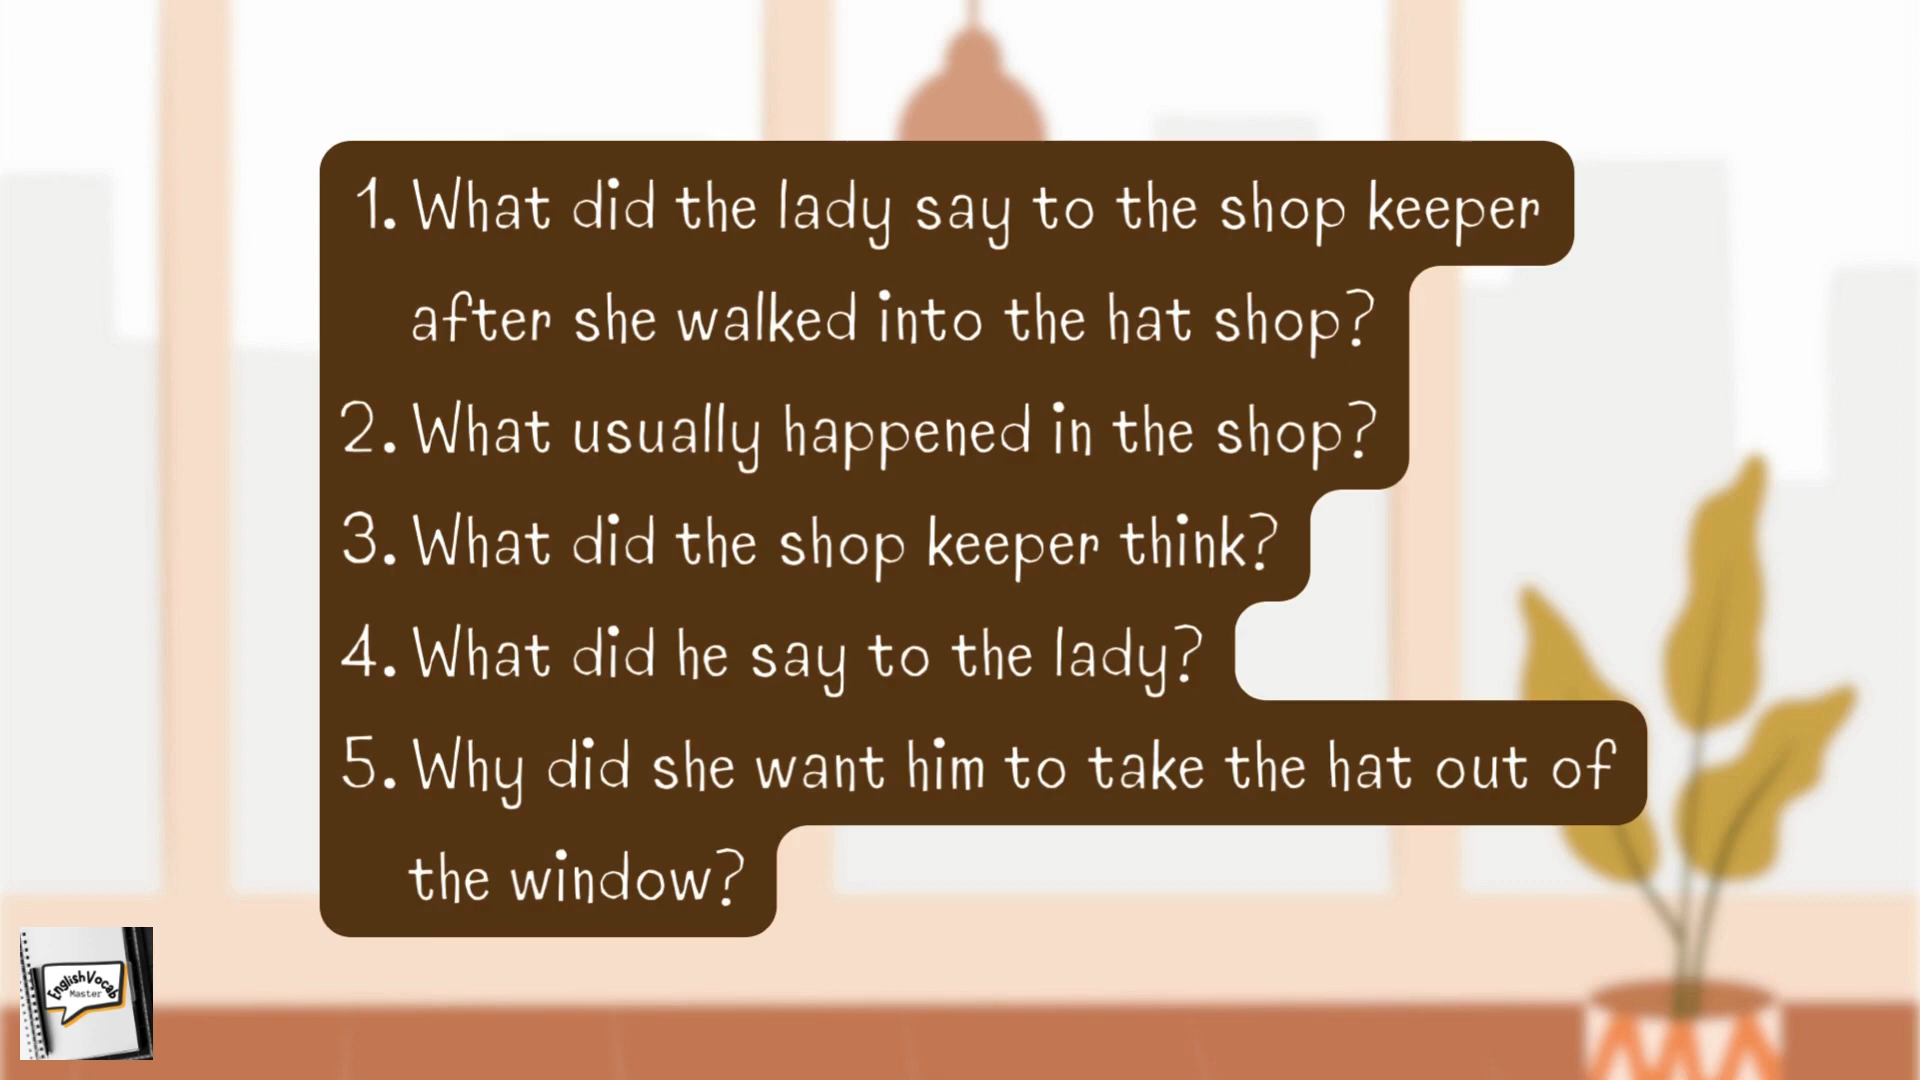 1. What did the lady say to the shop keeper
after she walked into the hat shop?
2. What usually happened in the shop?
3. What did the shop keeper think?
4. What did he say to the lady?
5. Why did she want him to take the hat out of
the window?
English Vocab
Master